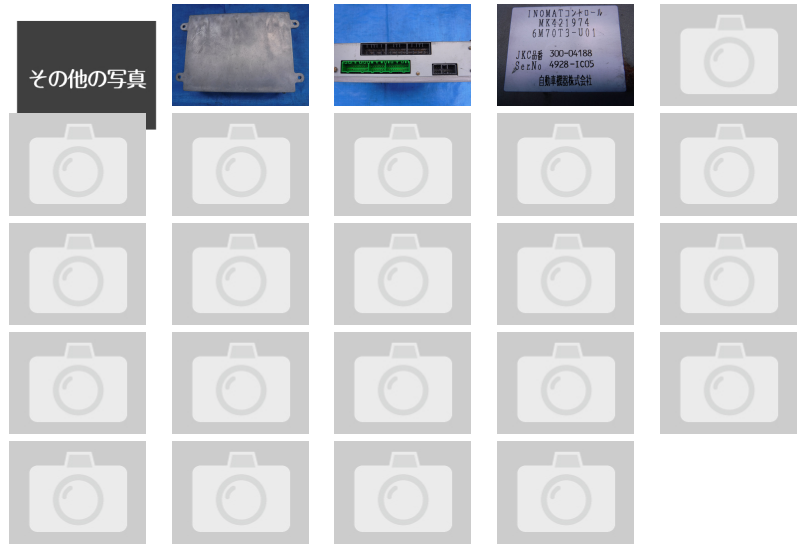 その他の写真
INOMATコントロール
MK421974
6M70T3-U01
JKC品番 300-04188
SerNo 4928-1C05
自動車機器株式会社